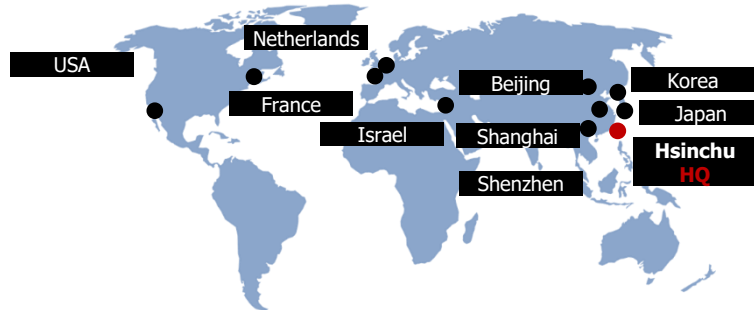 Netherlands
USA
Beijing
Korea
France
Japan
Israel
Shanghai
Hsinchu
HQ
Shenzhen